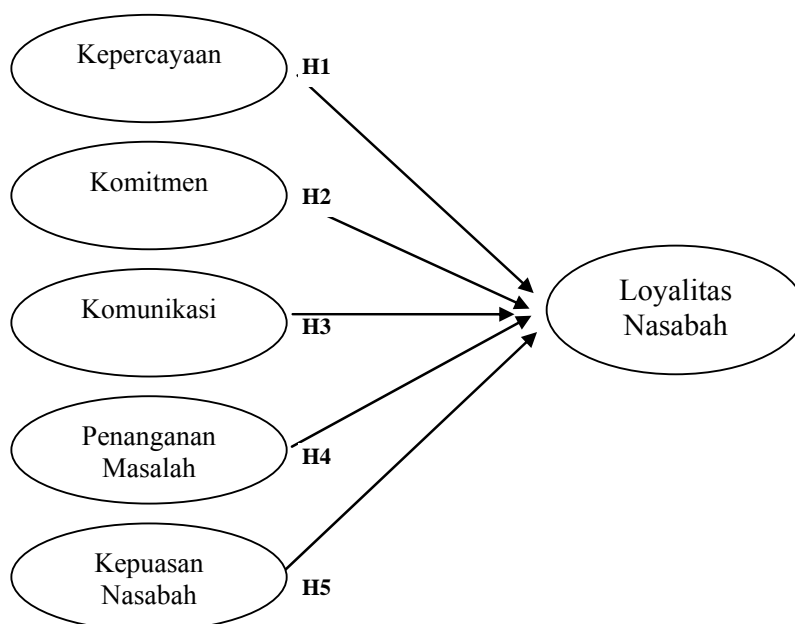 Kepercayaan
H1
Komitmen
H2
Komunikasi
H3
Penanganan
Masalah
H4
Kepuasan
Nasabah
H5
Loyalitas
Nasabah